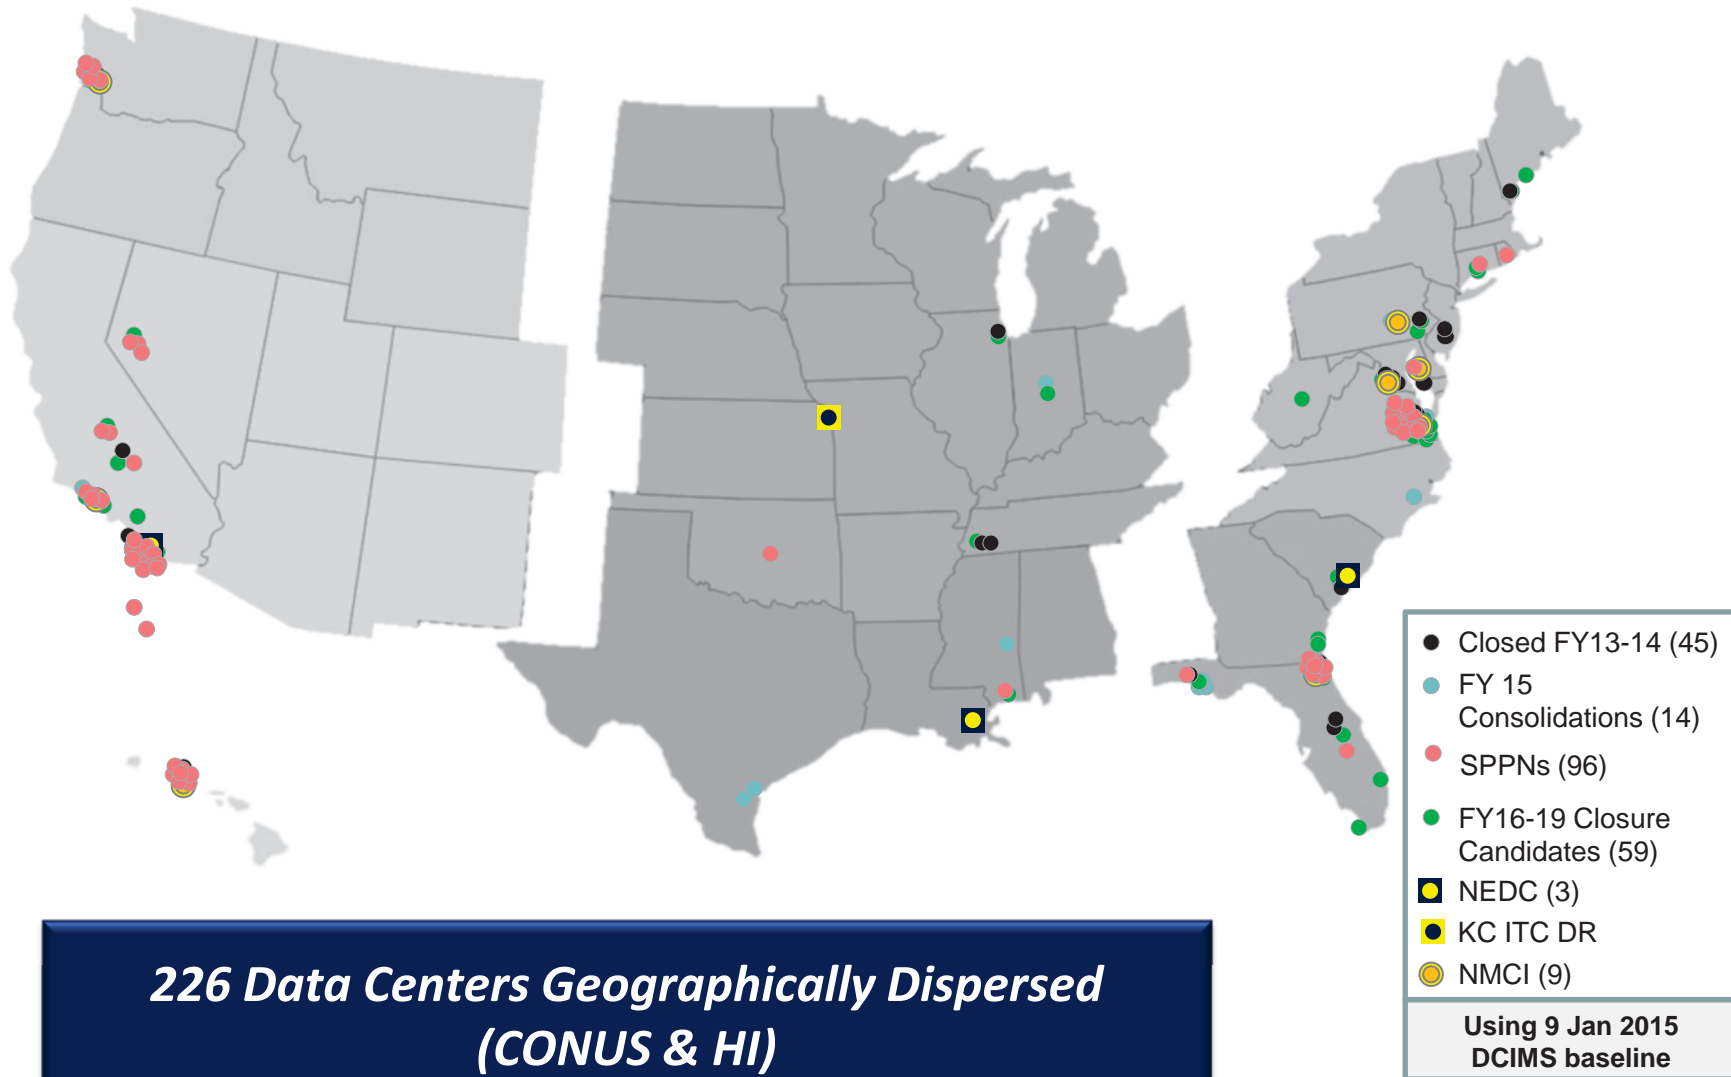 Closed FY13-14 (45)
FY 15
Consolidations (14)
SPPNs (96)
FY16-19 Closure
Candidates (59)
NEDC (3)
KC ITC DR
NMCI (9)
Using 9 Jan 2015
DCIMS baseline
226 Data Centers Geographically Dispersed
(CONUS & HI)